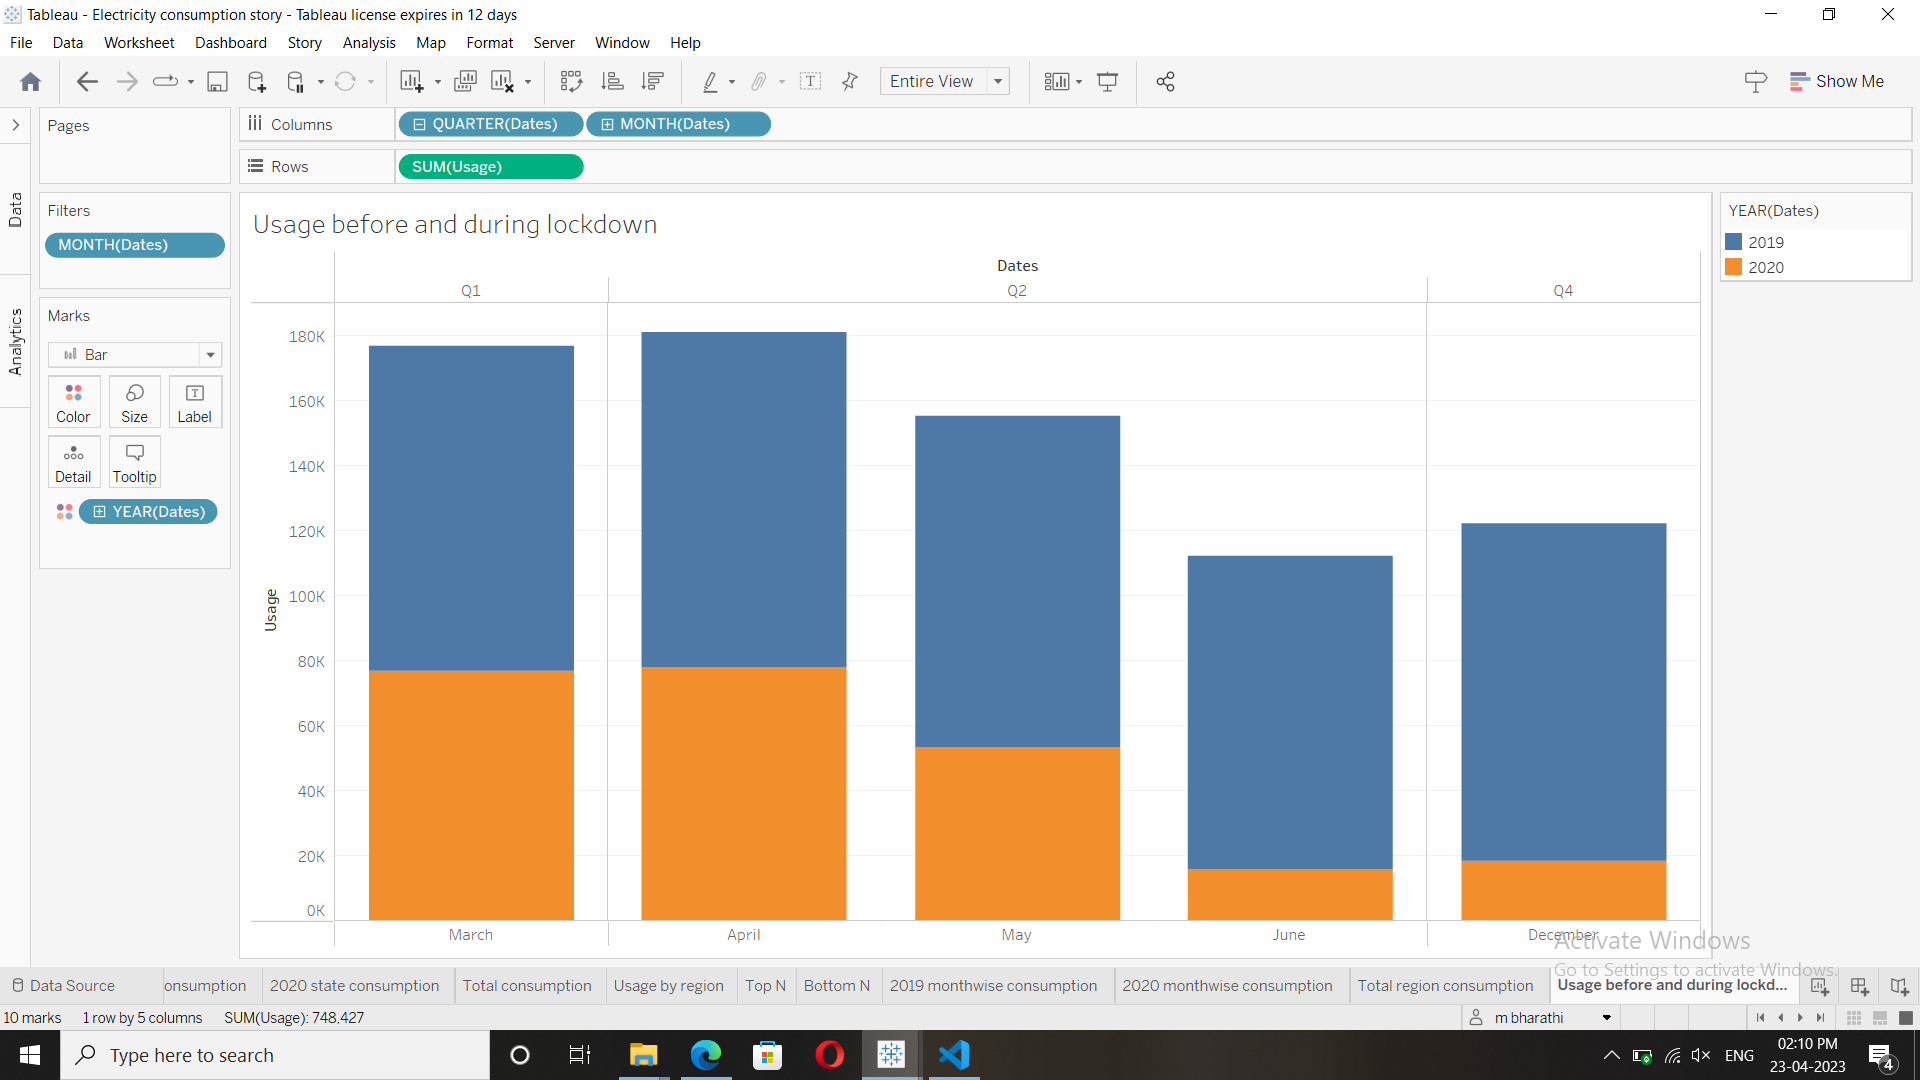 Tableau - Electricity consumption story - Tableau license expires in 12 days
File Data Worksheet Dashboard Story Analysis Map Format Server Window Help
Entire View
Show Me
Pages
Columns
QUARTER(Dates)
MONTH(Dates)
Rows
SUM(Usage)
Data
Analytics
Filters
MONTH(Dates)
Marks
Bar
Color Size Label
Detail Tooltip
YEAR(Dates)
Usage before and during lockdown
Dates
Q1 Q2 Q4
180K
160K
140K
120K
100K
80K
60K
40K
20K
0K
Usage
March April May June December
YEAR(Dates)
2019
2020
Activate Windows
Go to Settings to activate Windows.
Data Source onsumption 2020 state consumption Total consumption Usage by region Top N Bottom N 2019 monthwise consumption 2020 monthwise consumption Total region consumption Usage before and during lockd...
10 marks 1 row by 5 columns SUM(Usage): 748,427
m bharathi
Type here to search
ENG
02:10 PM
23-04-2023
4